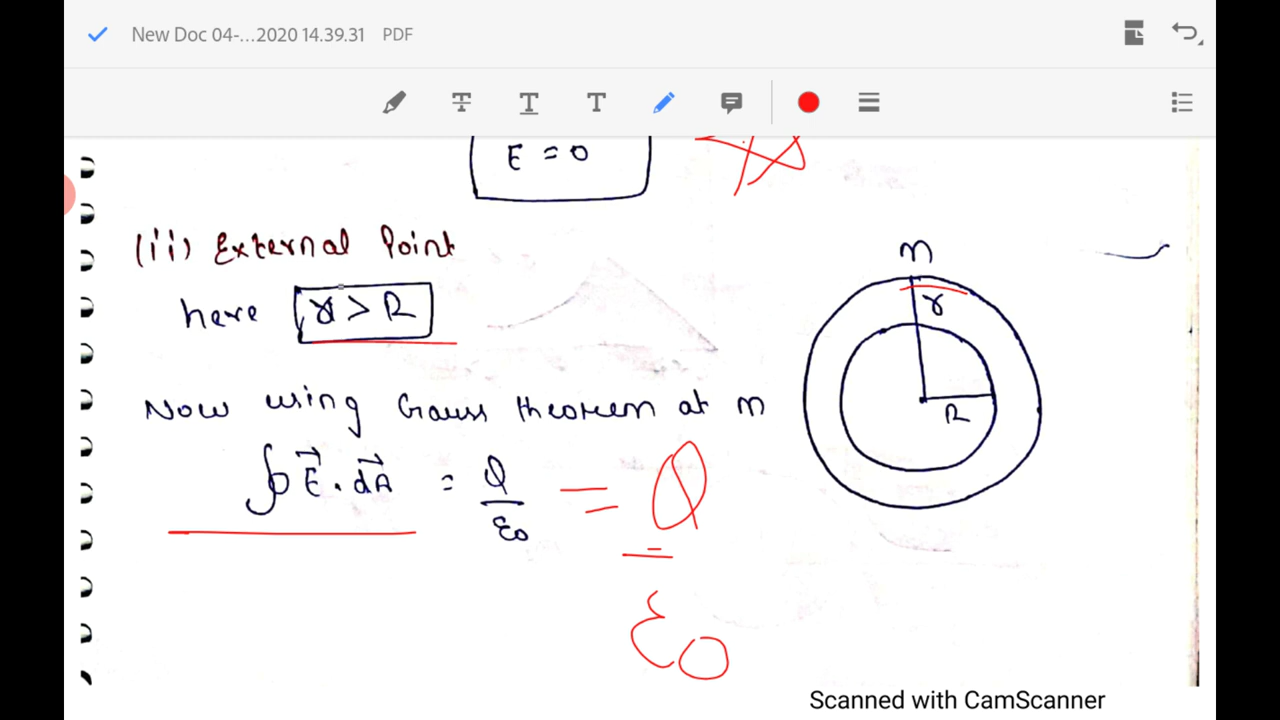 New Doc 04-...2020 14.39.31 PDF
T T T
E = 0
(ii) External Point
here r > R
m
r
R
Now using Gauss theorem at m
∮ E⃗ . dA⃗ = Q/ε0 = Q/ε0
Scanned with CamScanner